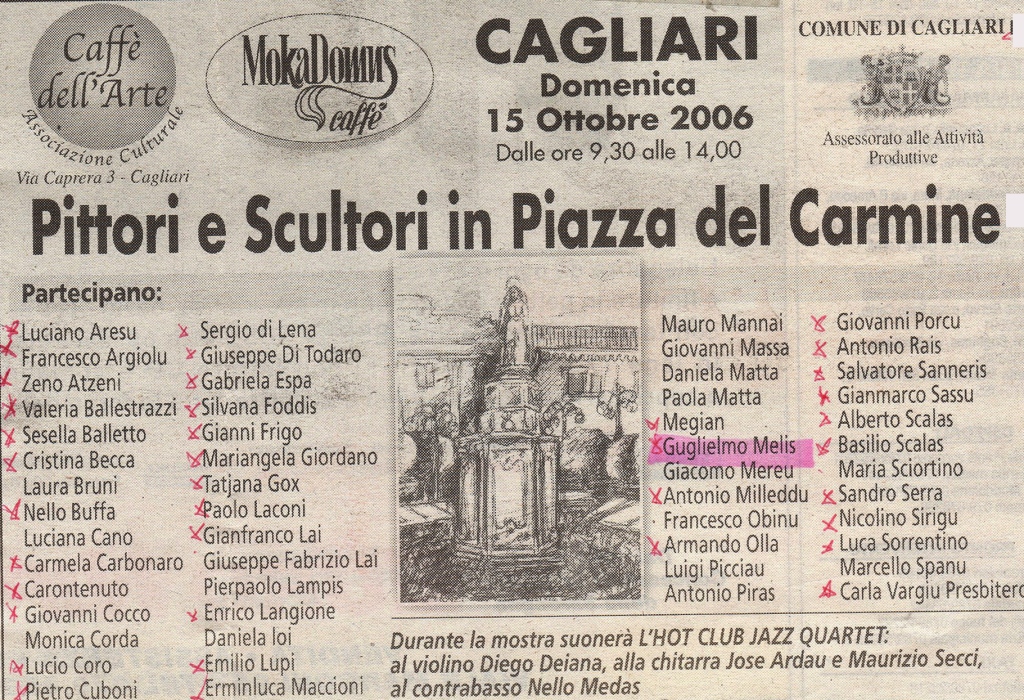 Caffè
dell'Arte
Associazione Culturale
Via Caprera 3 - Cagliari
MokaDomus
caffè
CAGLIARI
Domenica
15 Ottobre 2006
Dalle ore 9,30 alle 14,00
COMUNE DI CAGLIARI
Assessorato alle Attività
Produttive
Pittori e Scultori in Piazza del Carmine
Partecipano:
Luciano Aresu
Francesco Argiolu
Zeno Atzeni
Valeria Ballestrazzi
Sesella Balletto
Cristina Becca
Laura Bruni
Nello Buffa
Luciana Cano
Carmela Carbonaro
Carontenuto
Giovanni Cocco
Monica Corda
Lucio Coro
Pietro Cuboni
Sergio di Lena
Giuseppe Di Todaro
Gabriela Espa
Silvana Foddis
Gianni Frigo
Mariangela Giordano
Tatjana Gox
Paolo Laconi
Gianfranco Lai
Giuseppe Fabrizio Lai
Pierpaolo Lampis
Enrico Langione
Daniela Ioi
Emilio Lupi
Erminluca Maccioni
Mauro Mannai
Giovanni Massa
Daniela Matta
Paola Matta
Megian
Guglielmo Melis
Giacomo Mereu
Antonio Milleddu
Francesco Obinu
Armando Olla
Luigi Picciau
Antonio Piras
Giovanni Porcu
Antonio Rais
Salvatore Sanneris
Gianmarco Sassu
Alberto Scalas
Basilio Scalas
Maria Sciortino
Sandro Serra
Nicolino Sirigu
Luca Sorrentino
Marcello Spanu
Carla Vargiu Presbitero
Durante la mostra suonerà L'HOT CLUB JAZZ QUARTET:
al violino Diego Deiana, alla chitarra Jose Ardau e Maurizio Secci,
al contrabasso Nello Medas